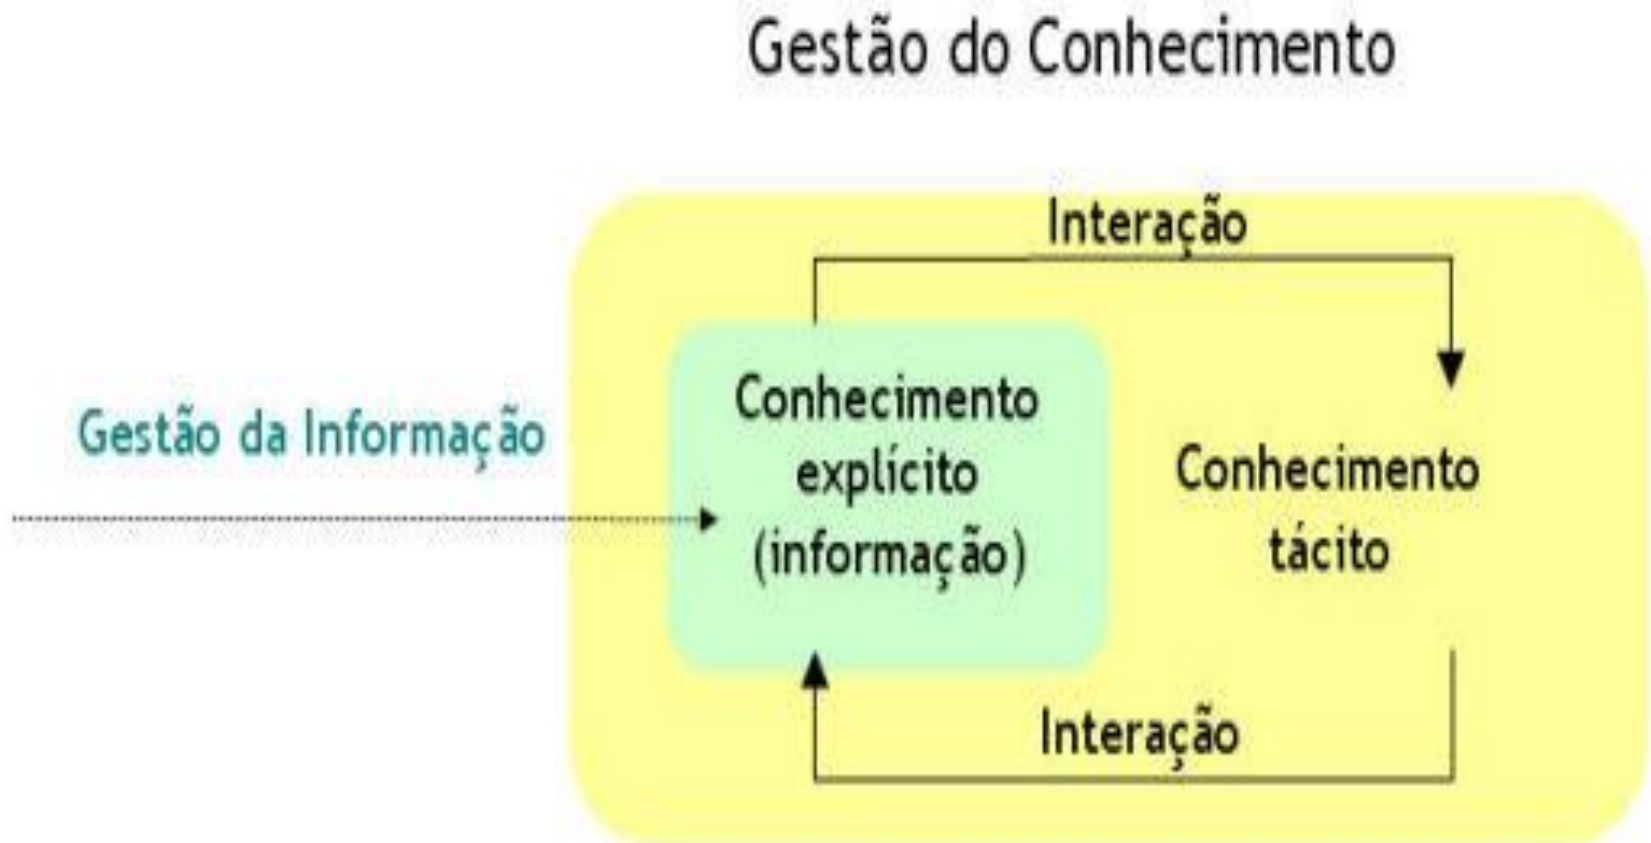 Gestão do Conhecimento
Interação
Gestão da Informação
Conhecimento
explícito
(informação)
Conhecimento
tácito
Interação